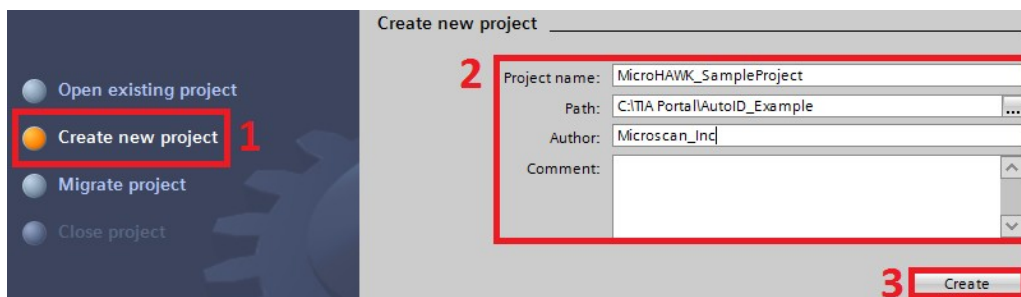 Open existing project
Create new project
1
Migrate project
Close project
Create new project
2
Project name: MicroHAWK_SampleProject
Path: C:\TIA Portal\AutoID_Example
...
Author: Microscan_Inc
Comment:
3
Create